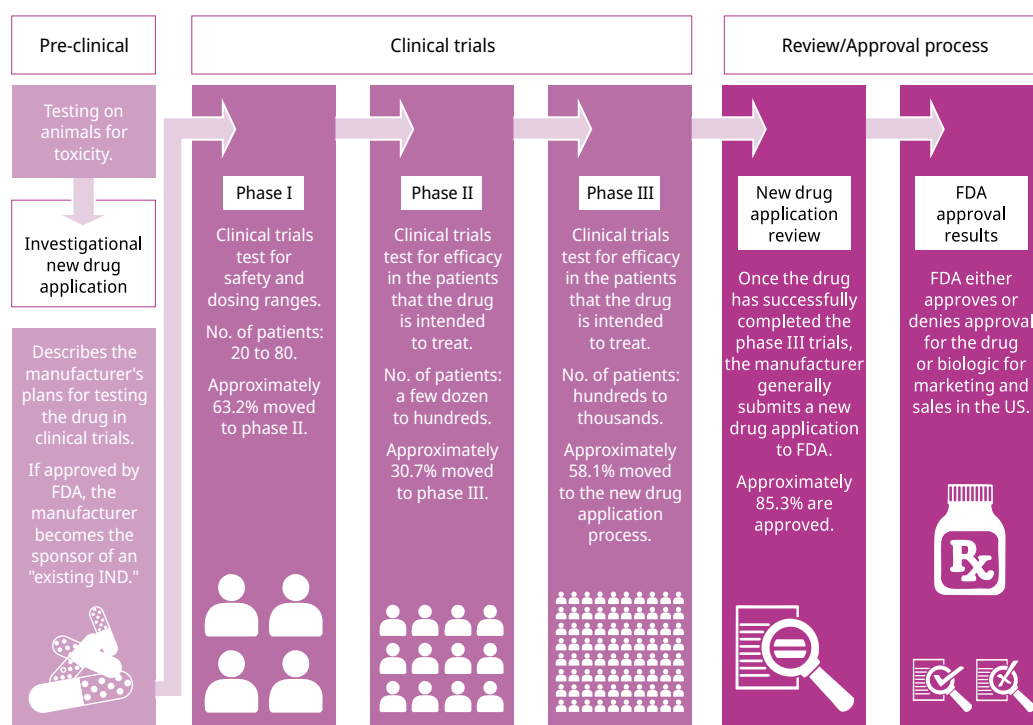 Pre-clinical
Clinical trials
Review/Approval process
Testing on
animals for
toxicity.
Investigational
new drug
application
Describes the
manufacturer's
plans for testing
the drug in
clinical trials.
If approved by
FDA, the
manufacturer
becomes the
sponsor of an
"existing IND."
Phase I
Clinical trials
test for
safety and
dosing ranges.
No. of patients:
20 to 80.
Approximately
63.2% moved
to phase II.
Phase II
Clinical trials
test for efficacy
in the patients
that the drug
is intended
to treat.
No. of patients:
a few dozen
to hundreds.
Approximately
30.7% moved
to phase III.
Phase III
Clinical trials
test for efficacy
in the patients
that the drug
is intended
to treat.
No. of patients:
hundreds to
thousands.
Approximately
58.1% moved
to the new drug
application
process.
New drug
application
review
Once the drug
has successfully
completed the
phase III trials,
the manufacturer
generally
submits a new
drug application
to FDA.
Approximately
85.3% are
approved.
FDA
approval
results
FDA either
approves or
denies approval
for the drug
or biologic for
marketing and
sales in the US.
Rx